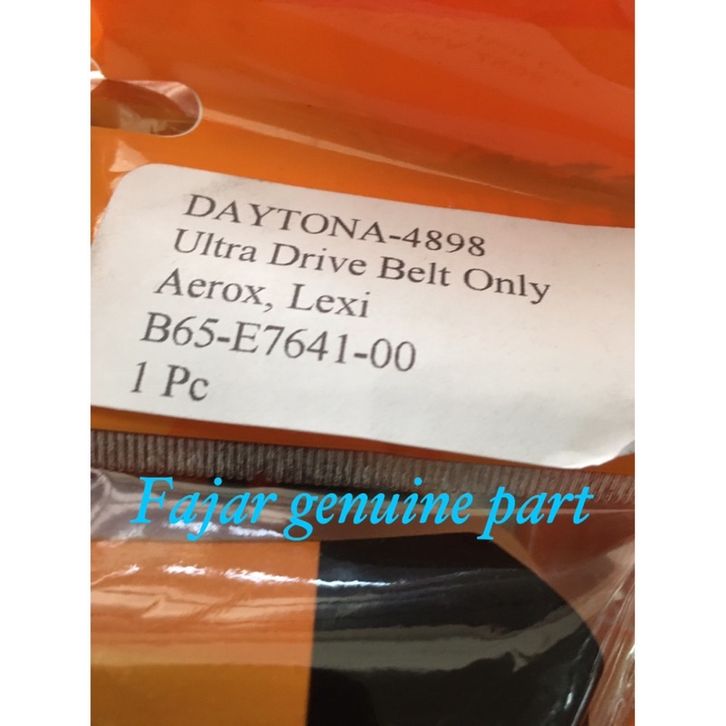 DAYTONA-4898
Ultra Drive Belt Only
Aerox, Lexi
B65-E7641-00
1 Pc
Fajar genuine part